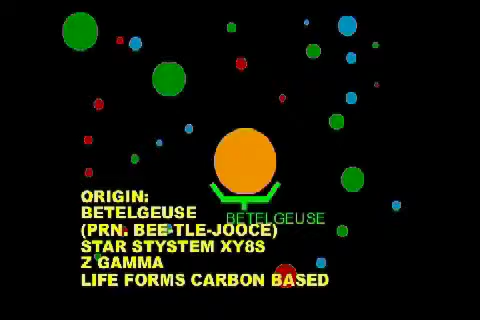 ORIGIN:
BETELGEUSE
BETELGEUSE
(PRN. BEE-TLE-JOOCE)
STAR STYSTEM XY8S
Z GAMMA
LIFE FORMS CARBON BASED